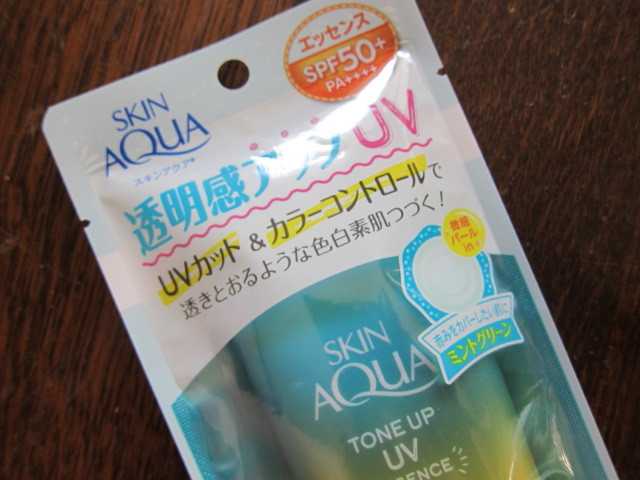 エッセンス
SPF50+
PA++++
SKIN
AQUA
スキンアクア
透明感アップUV
UVカット & カラーコントロールで
透きとおるような色白素肌つづく!
微細
パール
in
赤みをカバーしたい肌に
ミントグリーン
SKIN
AQUA
TONE UP
UV